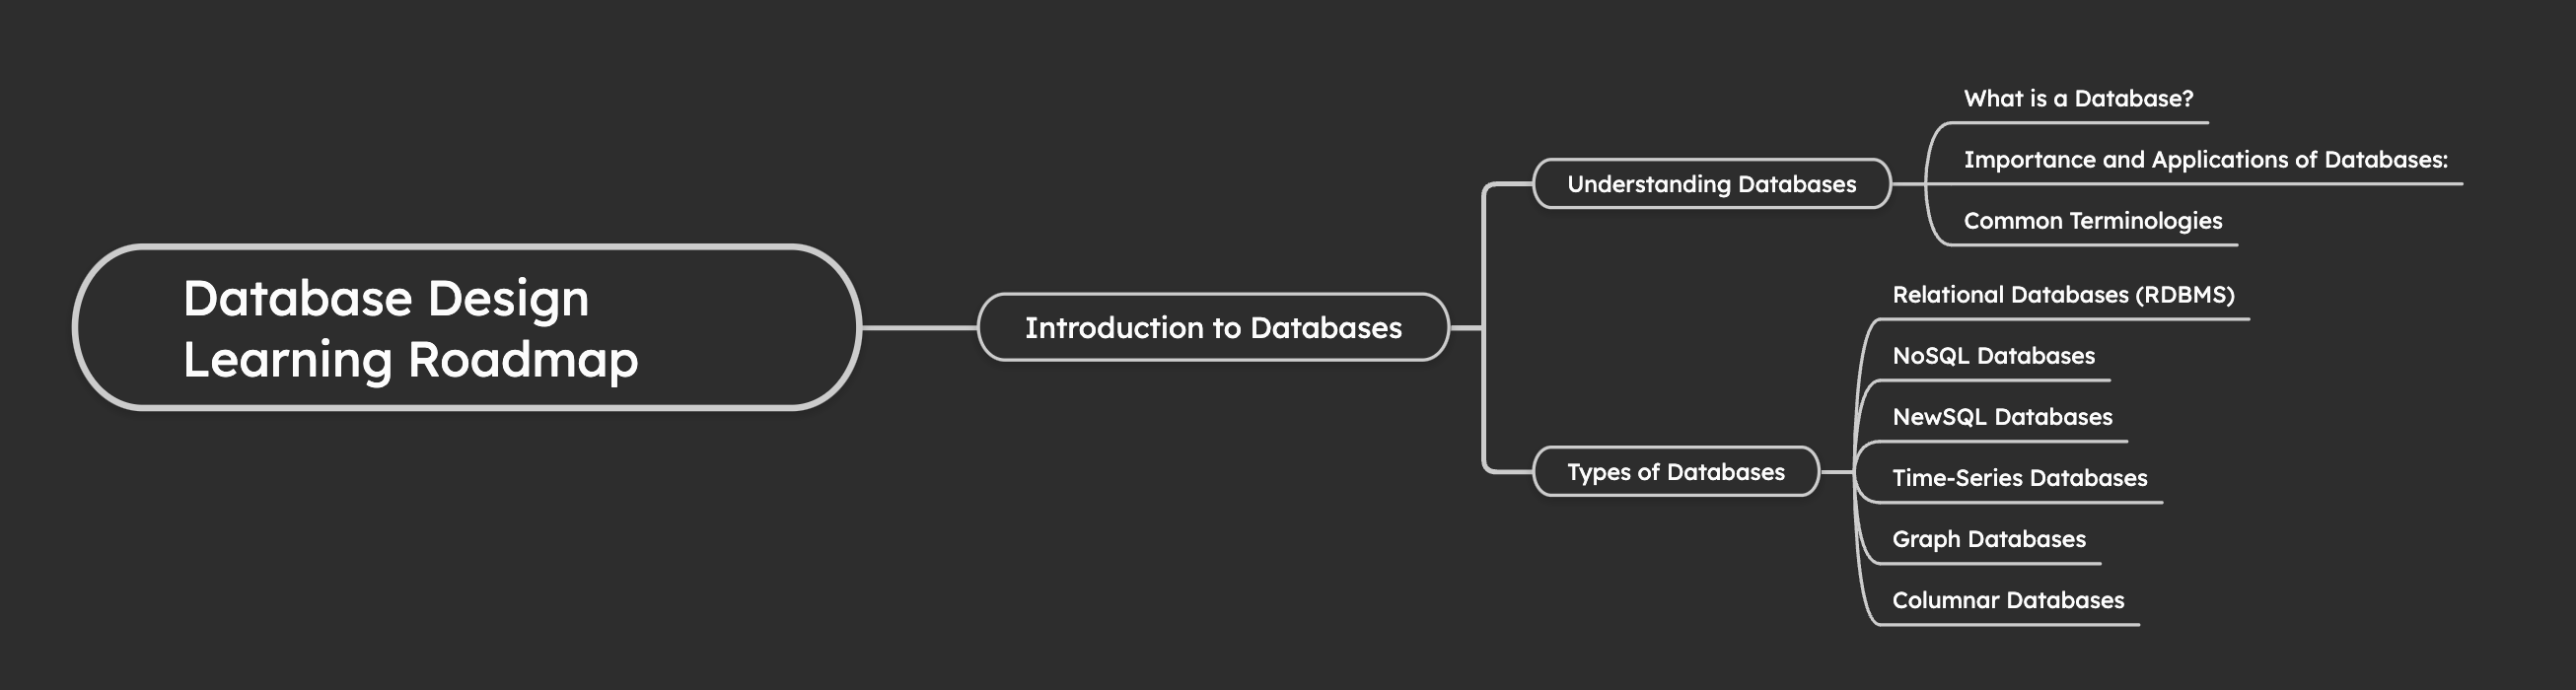 Database Design
Learning Roadmap
Introduction to Databases
Understanding Databases
What is a Database?
Importance and Applications of Databases:
Common Terminologies
Types of Databases
Relational Databases (RDBMS)
NoSQL Databases
NewSQL Databases
Time-Series Databases
Graph Databases
Columnar Databases